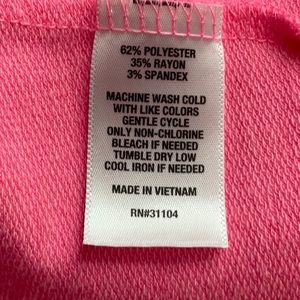 62% POLYESTER
35% RAYON
3% SPANDEX
MACHINE WASH COLD
WITH LIKE COLORS
GENTLE CYCLE
ONLY NON-CHLORINE
BLEACH IF NEEDED
TUMBLE DRY LOW
COOL IRON IF NEEDED
MADE IN VIETNAM
RN#31104